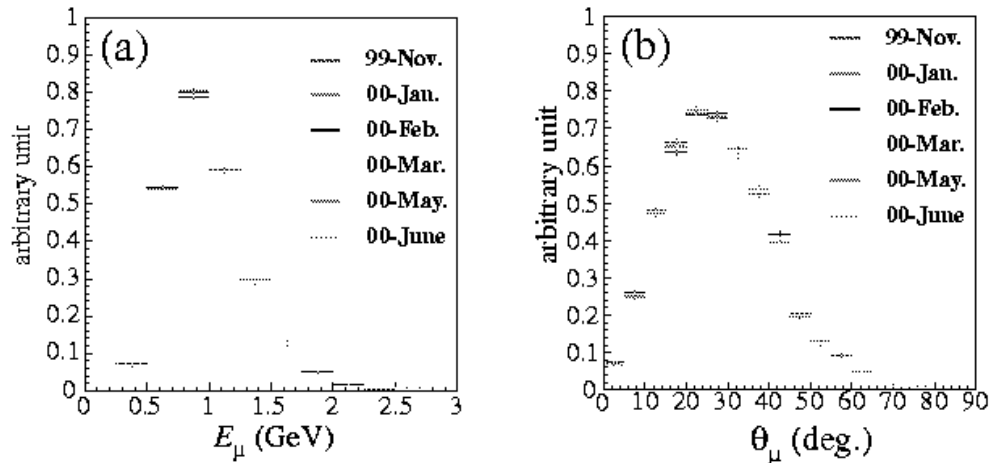 (a)
arbitrary unit
1
0.9
0.8
0.7
0.6
0.5
0.4
0.3
0.2
0.1
0
99-Nov.
00-Jan.
00-Feb.
00-Mar.
00-May.
00-June
0 0.5 1 1.5 2 2.5 3
Eμ (GeV)
(b)
arbitrary unit
1
0.9
0.8
0.7
0.6
0.5
0.4
0.3
0.2
0.1
0
99-Nov.
00-Jan.
00-Feb.
00-Mar.
00-May.
00-June
0 10 20 30 40 50 60 70 80 90
θμ (deg.)